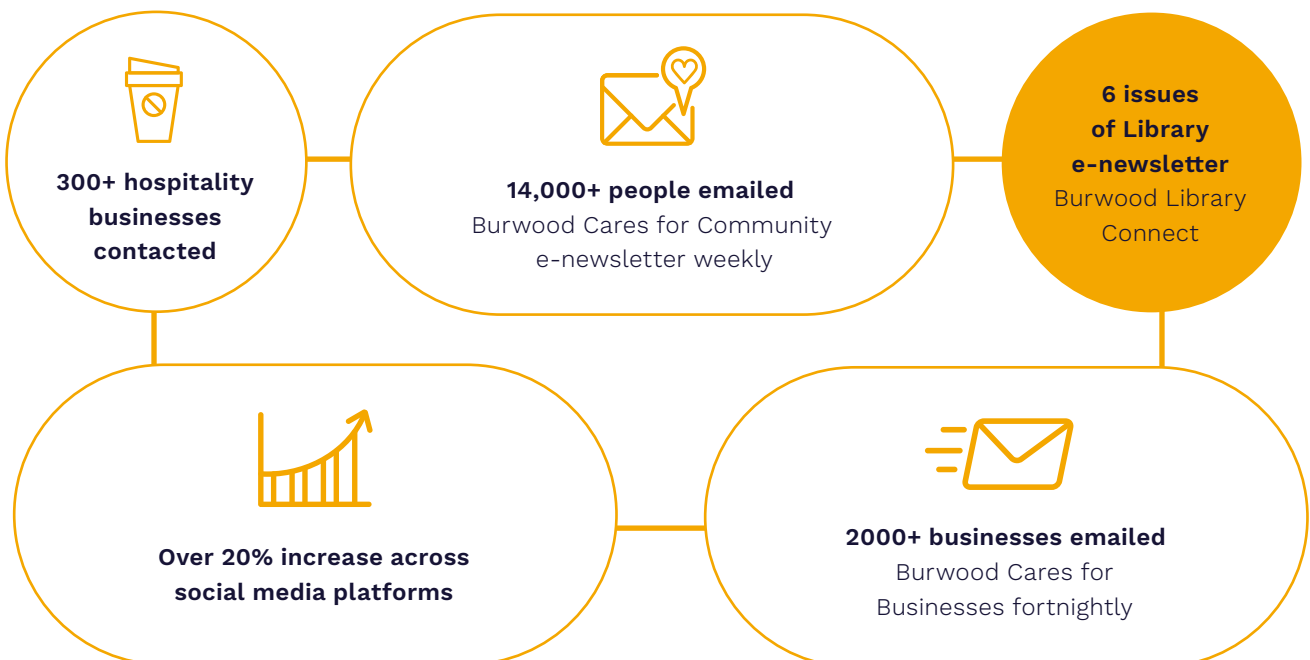 300+ hospitality
businesses
contacted
14,000+ people emailed
Burwood Cares for Community
e-newsletter weekly
6 issues
of Library
e-newsletter
Burwood Library
Connect
Over 20% increase across
social media platforms
2000+ businesses emailed
Burwood Cares for
Businesses fortnightly